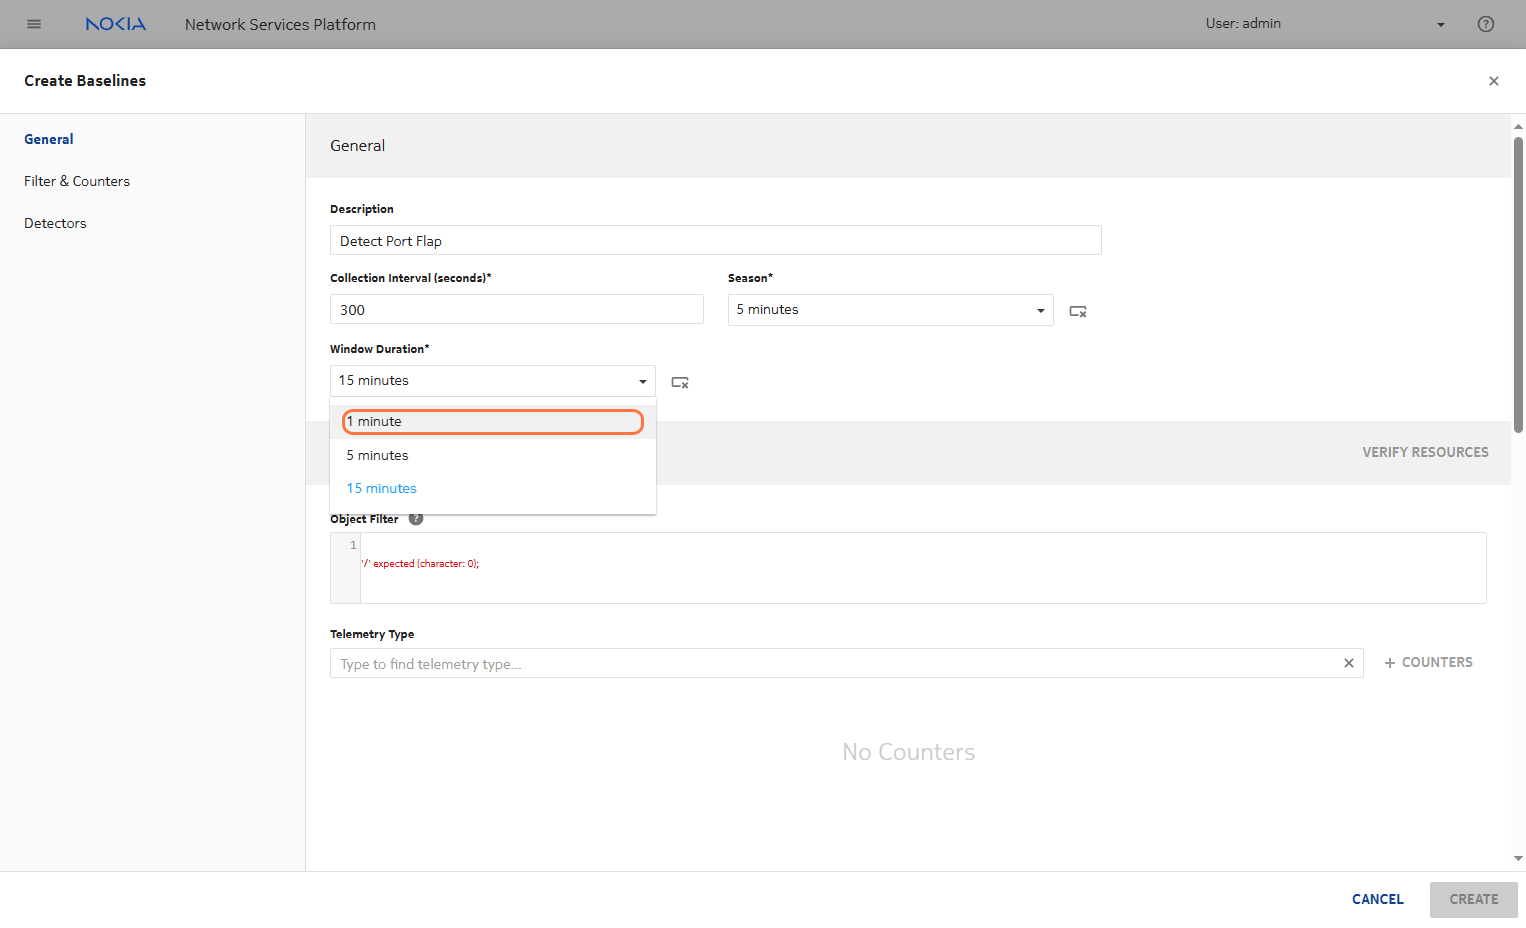 NOKIA
Network Services Platform
User: admin
?
Create Baselines
General
Filter & Counters
Detectors
General
Description
Detect Port Flap
Collection Interval (seconds)*
Season*
300
5 minutes
Window Duration*
15 minutes
1 minute
5 minutes
15 minutes
VERIFY RESOURCES
Object Filter ?
1
'/' expected (character: 0);
Telemetry Type
Type to find telemetry type...
+ COUNTERS
No Counters
CANCEL
CREATE